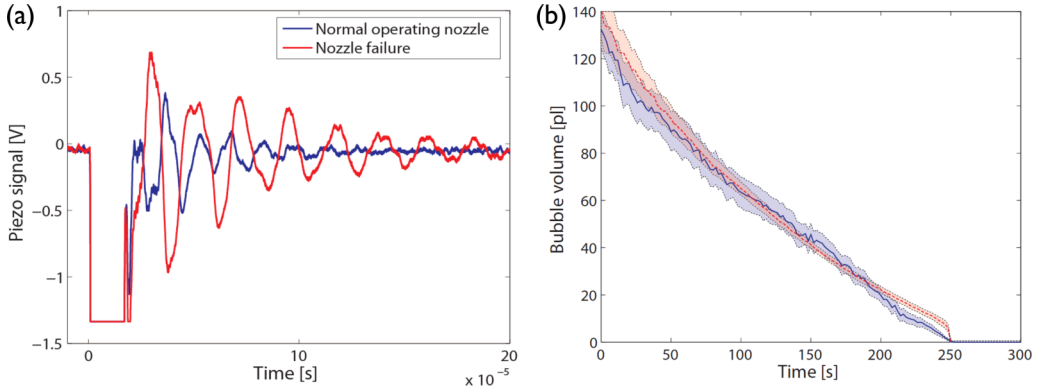 (a)
1
0.5
0
−0.5
−1
−1.5
Piezo signal [V]
Normal operating nozzle
Nozzle failure
0
10
20
Time [s]
x 10⁻⁵
(b)
140
120
100
80
60
40
20
0
Bubble volume [pl]
0
50
100
150
200
250
300
Time [s]